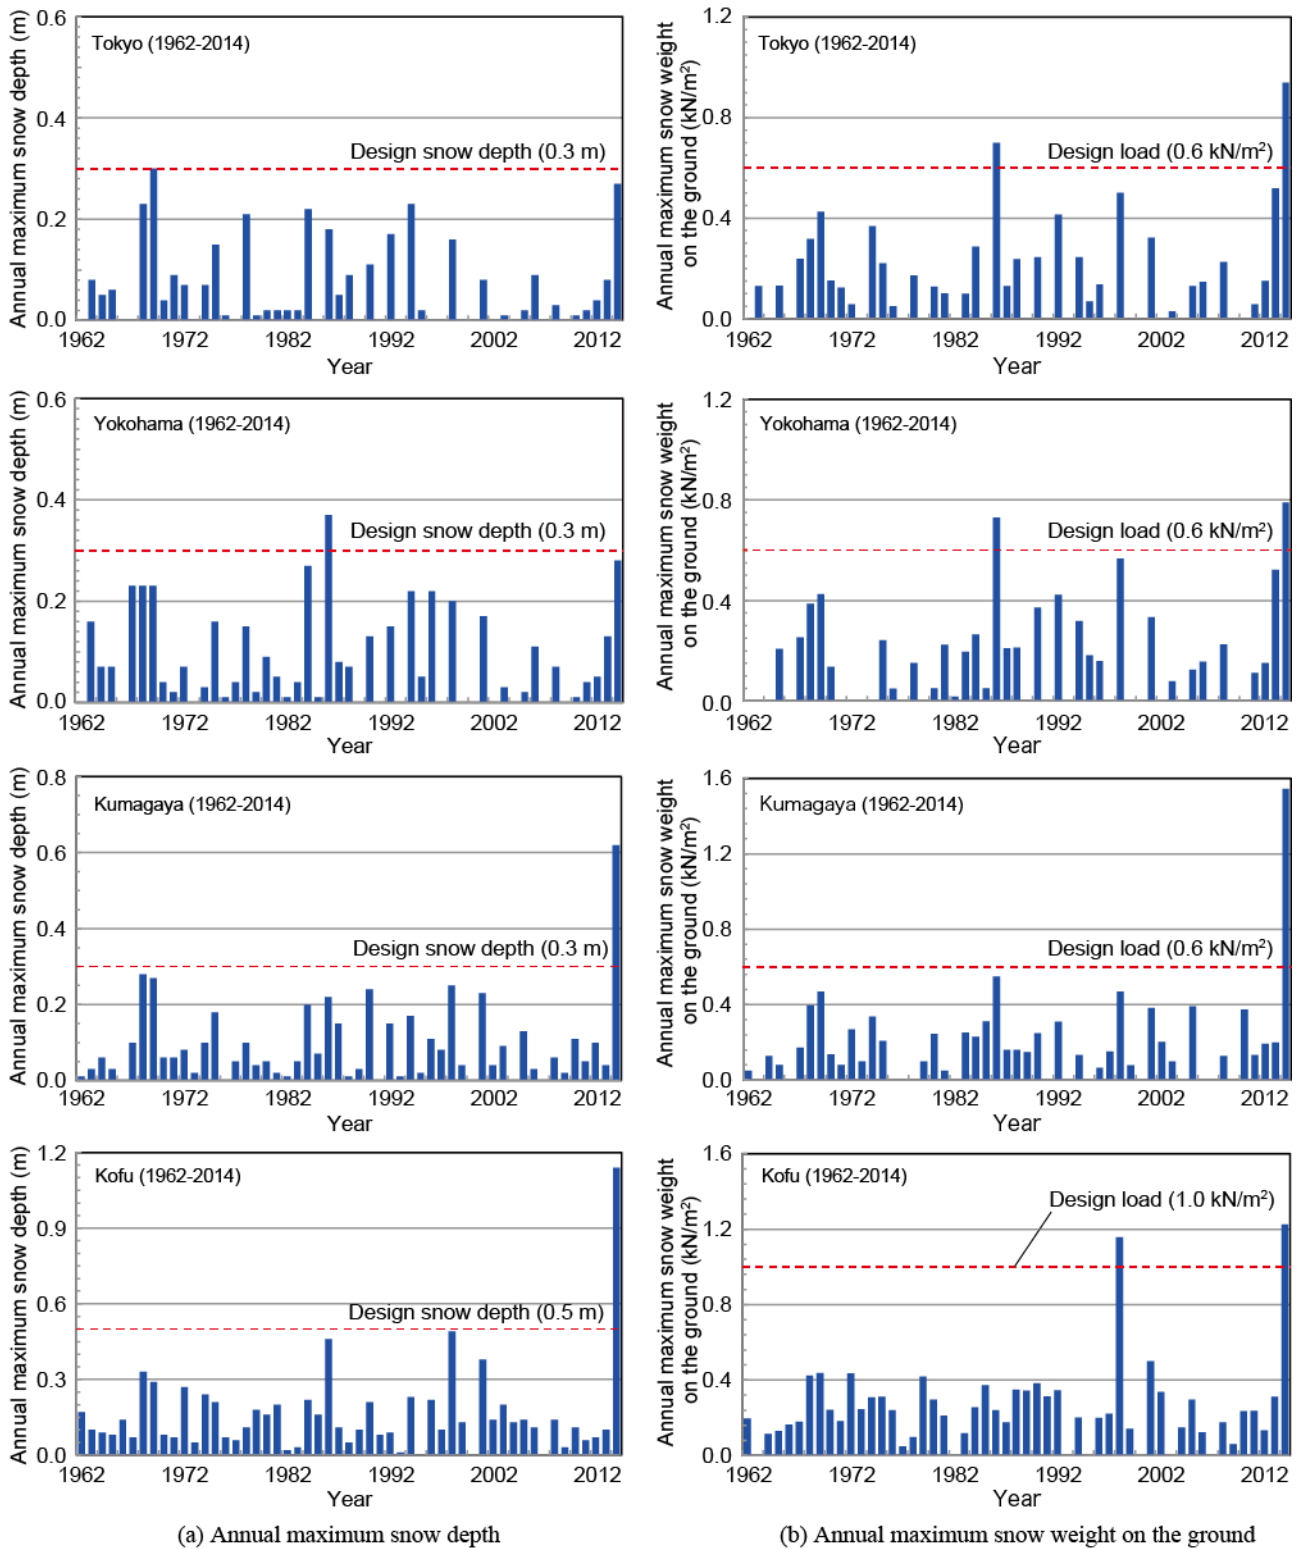 Annual maximum snow depth (m)
0.6
0.4
0.2
0.0
Tokyo (1962-2014)
Design snow depth (0.3 m)
1962 1972 1982 1992 2002 2012
Year
Annual maximum snow weight
on the ground (kN/m²)
1.2
0.8
0.4
0.0
Tokyo (1962-2014)
Design load (0.6 kN/m²)
1962 1972 1982 1992 2002 2012
Year
Annual maximum snow depth (m)
0.6
0.4
0.2
0.0
Yokohama (1962-2014)
Design snow depth (0.3 m)
1962 1972 1982 1992 2002 2012
Year
Annual maximum snow weight
on the ground (kN/m²)
1.2
0.8
0.4
0.0
Yokohama (1962-2014)
Design load (0.6 kN/m²)
1962 1972 1982 1992 2002 2012
Year
Annual maximum snow depth (m)
0.8
0.6
0.4
0.2
0.0
Kumagaya (1962-2014)
Design snow depth (0.3 m)
1962 1972 1982 1992 2002 2012
Year
Annual maximum snow weight
on the ground (kN/m²)
1.6
1.2
0.8
0.4
0.0
Kumagaya (1962-2014)
Design load (0.6 kN/m²)
1962 1972 1982 1992 2002 2012
Year
Annual maximum snow depth (m)
1.2
0.9
0.6
0.3
0.0
Kofu (1962-2014)
Design snow depth (0.5 m)
1962 1972 1982 1992 2002 2012
Year
Annual maximum snow weight
on the ground (kN/m²)
1.6
1.2
0.8
0.4
0.0
Kofu (1962-2014)
Design load (1.0 kN/m²)
1962 1972 1982 1992 2002 2012
Year
(a) Annual maximum snow depth
(b) Annual maximum snow weight on the ground